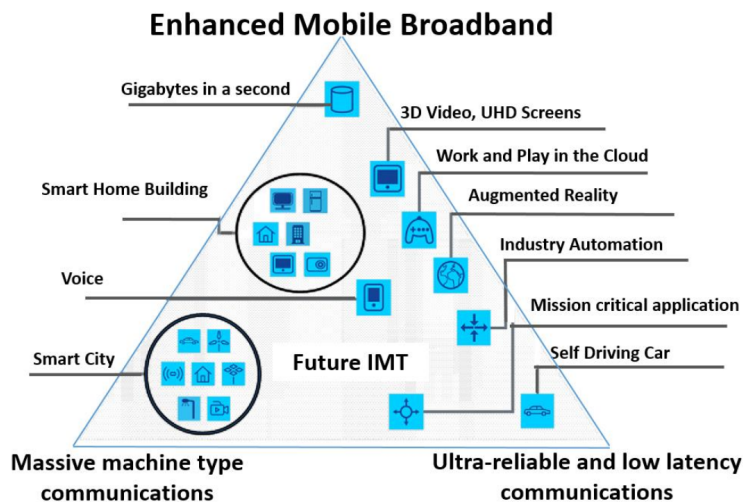 Enhanced Mobile Broadband
Gigabytes in a second
3D Video, UHD Screens
Work and Play in the Cloud
Smart Home Building
Augmented Reality
Industry Automation
Voice
Mission critical application
Smart City
Future IMT
Self Driving Car
Massive machine type
communications
Ultra-reliable and low latency
communications